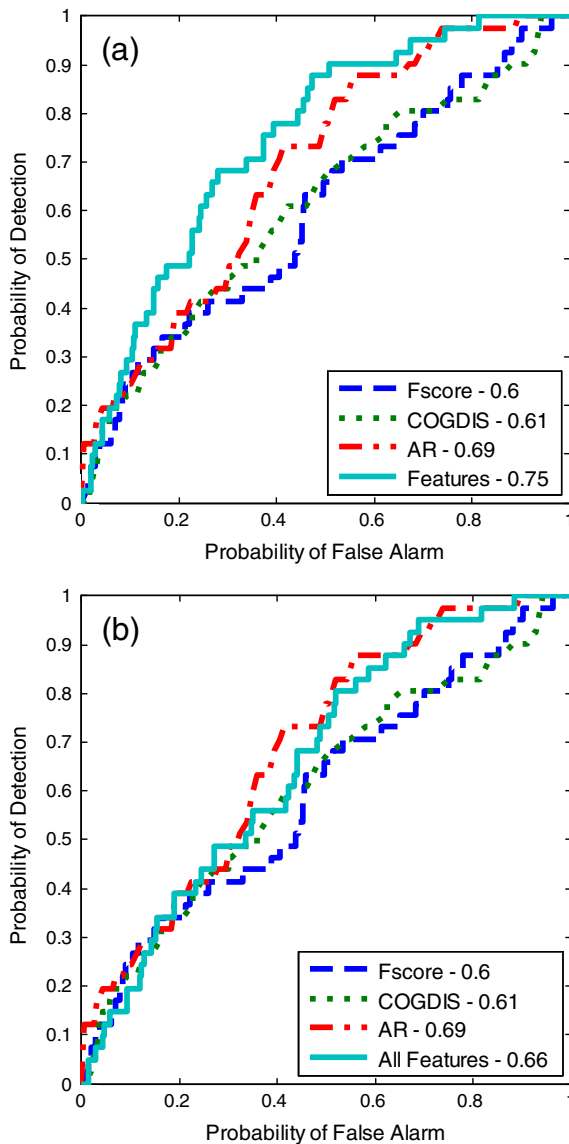 (a)
1
0.9
0.8
0.7
0.6
0.5
0.4
0.3
0.2
0.1
0
Probability of Detection
Fscore - 0.6
COGDIS - 0.61
AR - 0.69
Features - 0.75
0 0.2 0.4 0.6 0.8 1
Probability of False Alarm
(b)
1
0.9
0.8
0.7
0.6
0.5
0.4
0.3
0.2
0.1
0
Probability of Detection
Fscore - 0.6
COGDIS - 0.61
AR - 0.69
All Features - 0.66
0 0.2 0.4 0.6 0.8 1
Probability of False Alarm